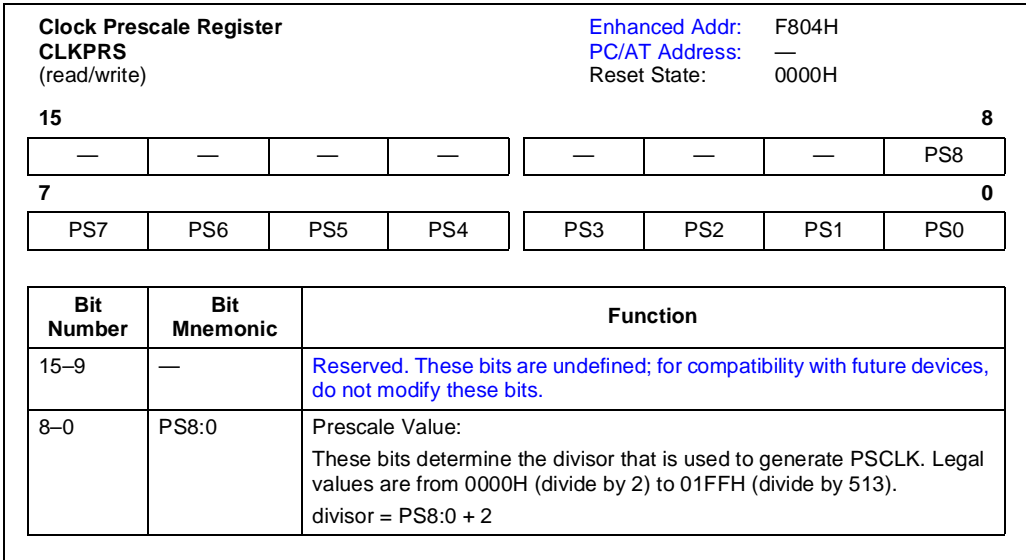 Clock Prescale Register
CLKPRS
(read/write)
Enhanced Addr: F804H
PC/AT Address: —
Reset State: 0000H
15 8
— — — — — — — PS8
7 0
PS7 PS6 PS5 PS4 PS3 PS2 PS1 PS0
Bit Number Bit Mnemonic Function
15–9 — Reserved. These bits are undefined; for compatibility with future devices,
do not modify these bits.
8–0 PS8:0 Prescale Value:
These bits determine the divisor that is used to generate PSCLK. Legal
values are from 0000H (divide by 2) to 01FFH (divide by 513).
divisor = PS8:0 + 2